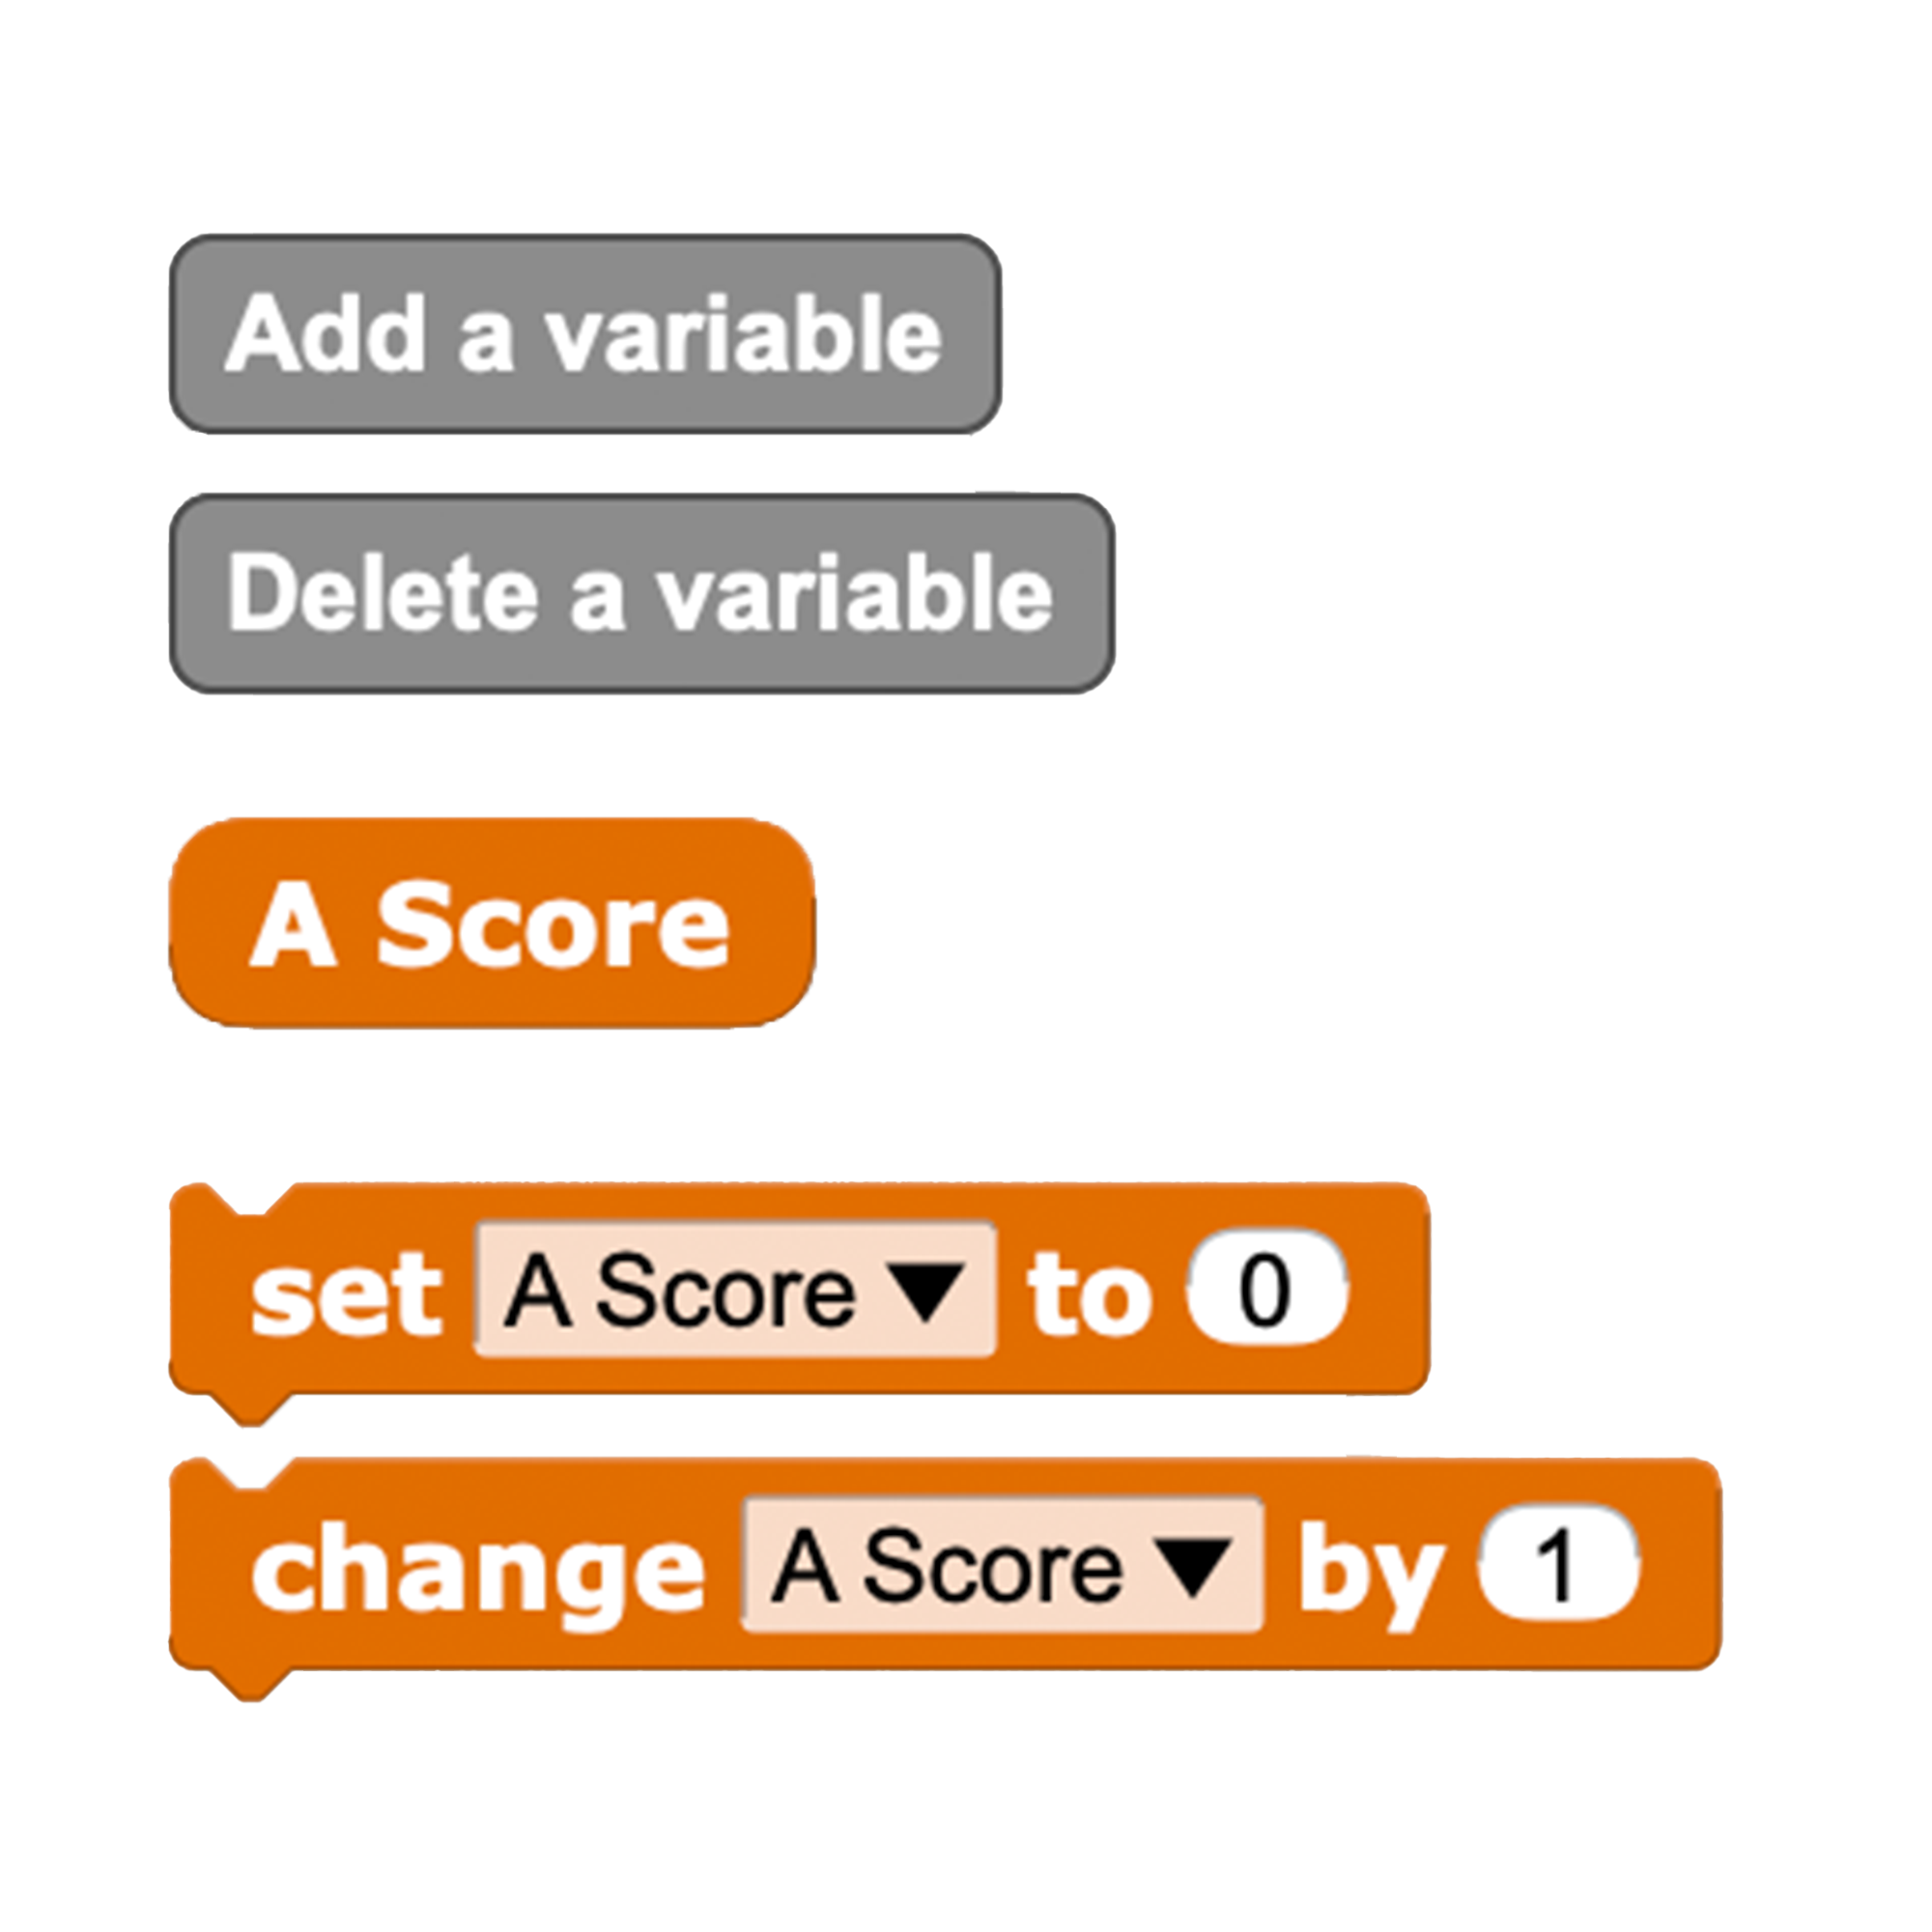 Add a variable
Delete a variable
A Score
set A Score to 0
change A Score by 1